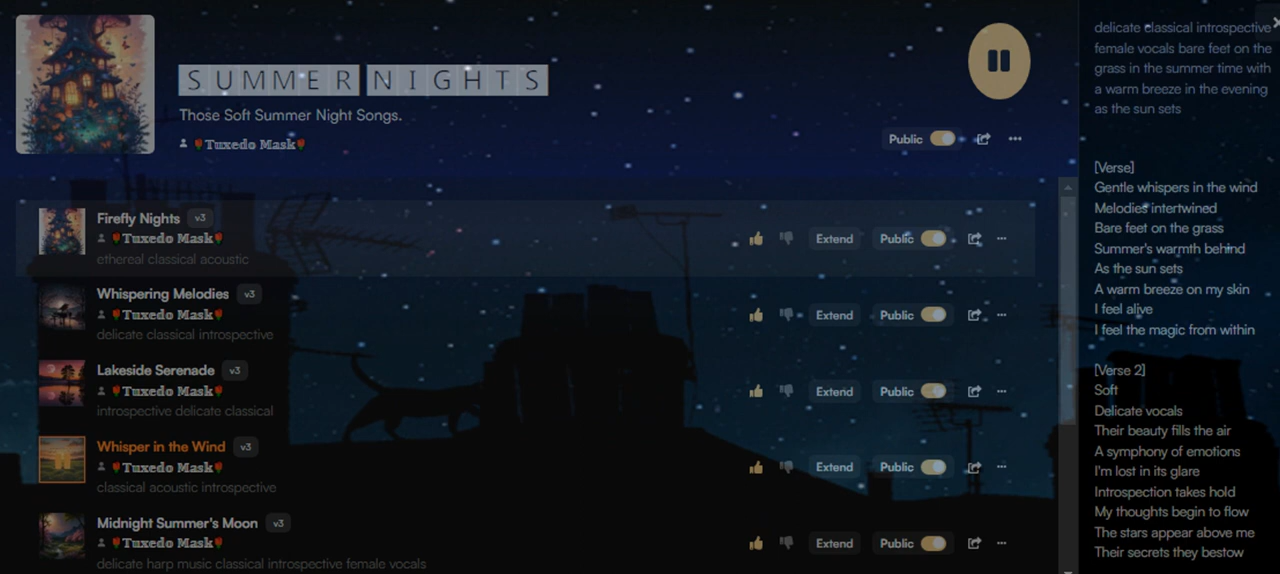 SUMMER NIGHTS
Those Soft Summer Night Songs.
🌹Tuxedo Mask🌹
Public
Firefly Nights v3
🌹Tuxedo Mask🌹
ethereal classical acoustic
Extend Public
Whispering Melodies v3
🌹Tuxedo Mask🌹
delicate classical introspective
Extend Public
Lakeside Serenade v3
🌹Tuxedo Mask🌹
introspective delicate classical
Extend Public
Whisper in the Wind v3
🌹Tuxedo Mask🌹
classical acoustic introspective
Extend Public
Midnight Summer's Moon v3
🌹Tuxedo Mask🌹
delicate harp music classical introspective female vocals
Extend Public
delicate classical introspective
female vocals bare feet on the
grass in the summer time with
a warm breeze in the evening
as the sun sets
[Verse]
Gentle whispers in the wind
Melodies intertwined
Bare feet on the grass
Summer's warmth behind
As the sun sets
A warm breeze on my skin
I feel alive
I feel the magic from within
[Verse 2]
Soft
Delicate vocals
Their beauty fills the air
A symphony of emotions
I'm lost in its glare
Introspection takes hold
My thoughts begin to flow
The stars appear above me
Their secrets they bestow